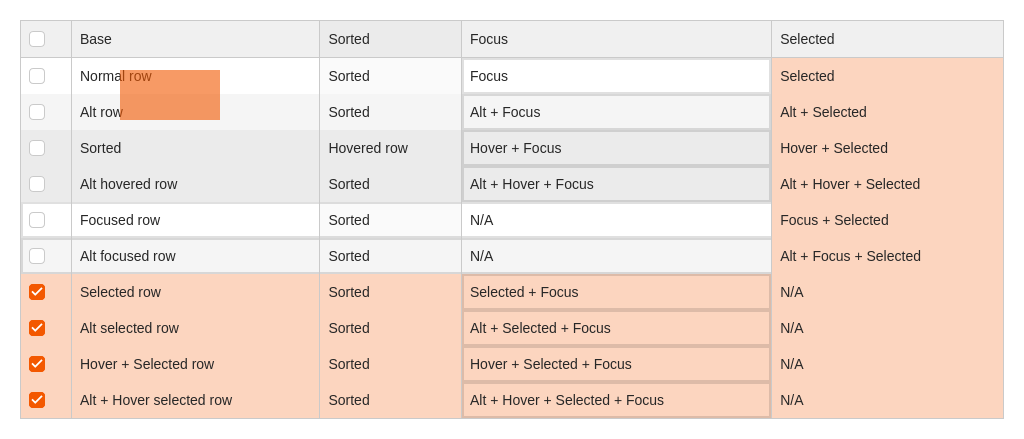 Base Sorted Focus Selected
Normal row Sorted Focus Selected
Alt row Sorted Alt + Focus Alt + Selected
Sorted Hovered row Hover + Focus Hover + Selected
Alt hovered row Sorted Alt + Hover + Focus Alt + Hover + Selected
Focused row Sorted N/A Focus + Selected
Alt focused row Sorted N/A Alt + Focus + Selected
Selected row Sorted Selected + Focus N/A
Alt selected row Sorted Alt + Selected + Focus N/A
Hover + Selected row Sorted Hover + Selected + Focus N/A
Alt + Hover selected row Sorted Alt + Hover + Selected + Focus N/A